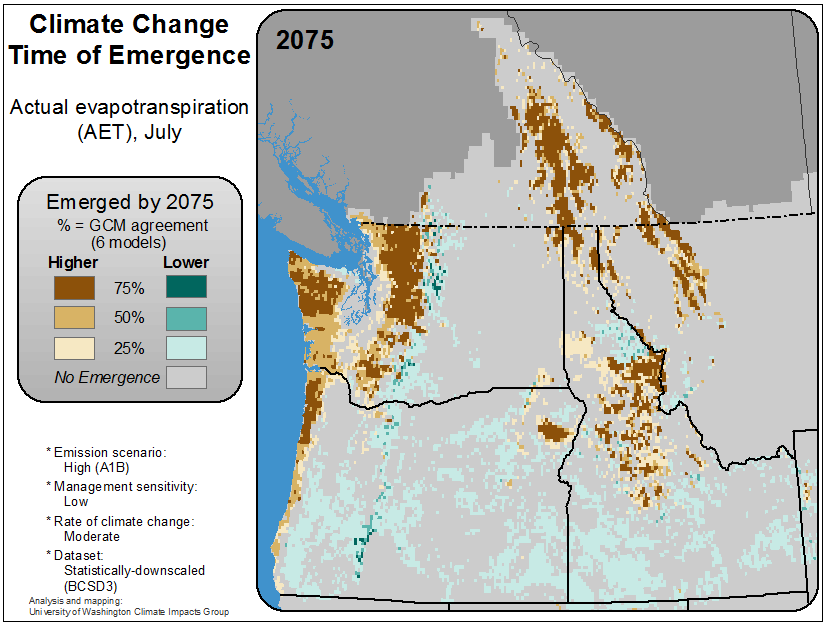 Climate Change
Time of Emergence
Actual evapotranspiration
(AET), July
2075
Emerged by 2075
% = GCM agreement
(6 models)
Higher Lower
75%
50%
25%
No Emergence
* Emission scenario:
High (A1B)
* Management sensitivity:
Low
* Rate of climate change:
Moderate
* Dataset:
Statistically-downscaled
(BCSD3)
Analysis and mapping:
University of Washington Climate Impacts Group